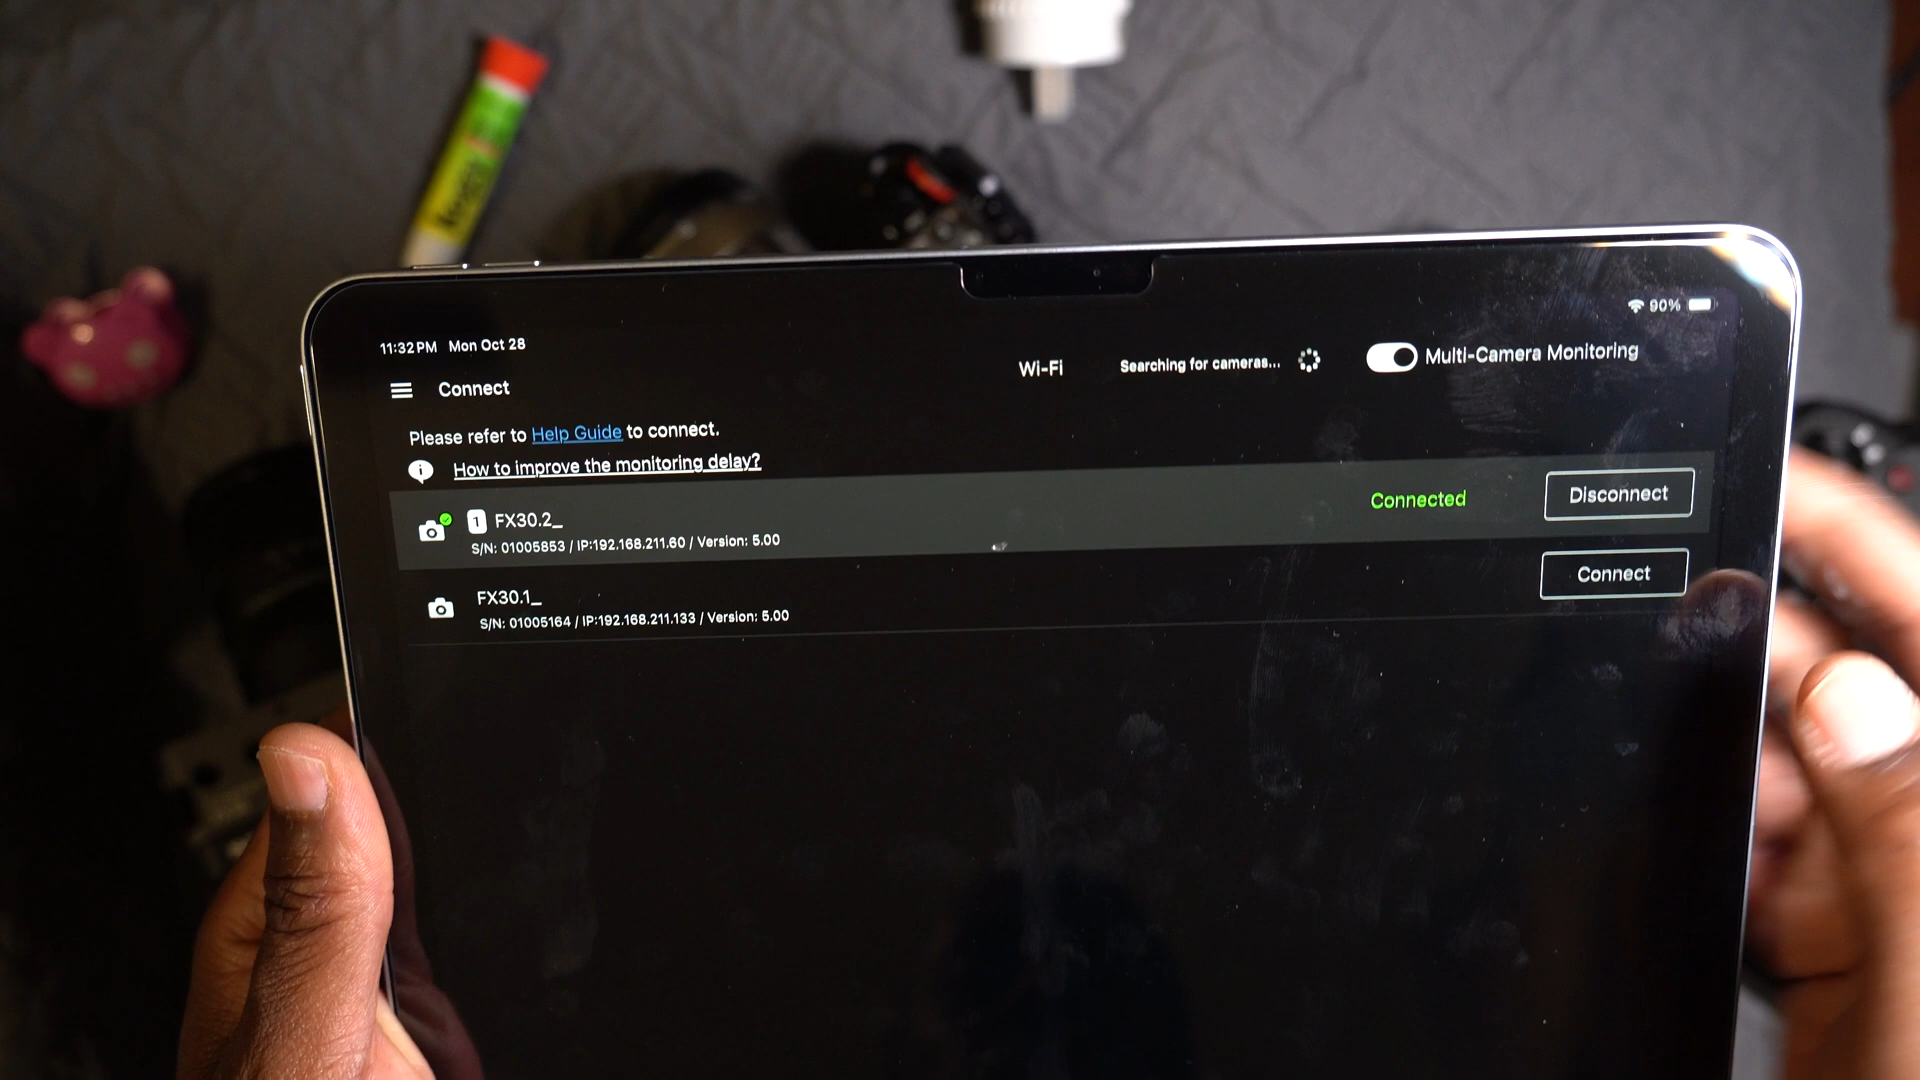 11:32 PM Mon Oct 28
90%
Connect
Wi-Fi
Searching for cameras...
Multi-Camera Monitoring
Please refer to Help Guide to connect.
How to improve the monitoring delay?
1 FX30.2_
S/N: 01005853 / IP:192.168.211.60 / Version: 5.00
Connected
Disconnect
FX30.1_
S/N: 01005164 / IP:192.168.211.133 / Version: 5.00
Connect